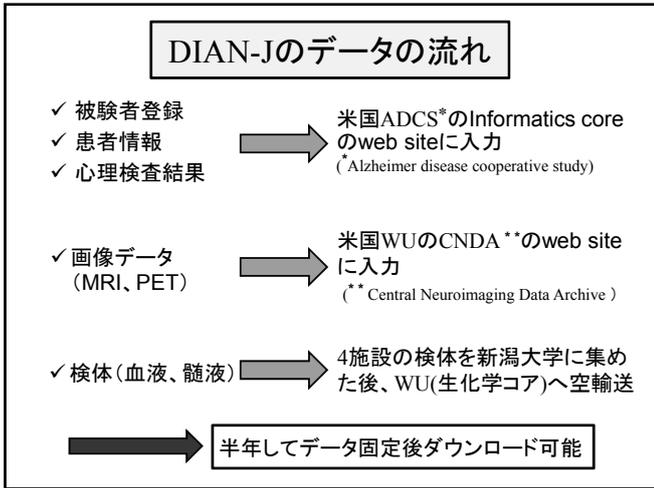 DIAN-Jのデータの流れ
✓ 被験者登録
✓ 患者情報
✓ 心理検査結果
米国ADCS*のInformatics core
のweb siteに入力
(*Alzheimer disease cooperative study)
✓ 画像データ
(MRI、PET)
米国WUのCNDA **のweb site
に入力
(** Central Neuroimaging Data Archive )
✓ 検体(血液、髄液)
4施設の検体を新潟大学に集め
た後、WU(生化学コア)へ空輸送
半年してデータ固定後ダウンロード可能